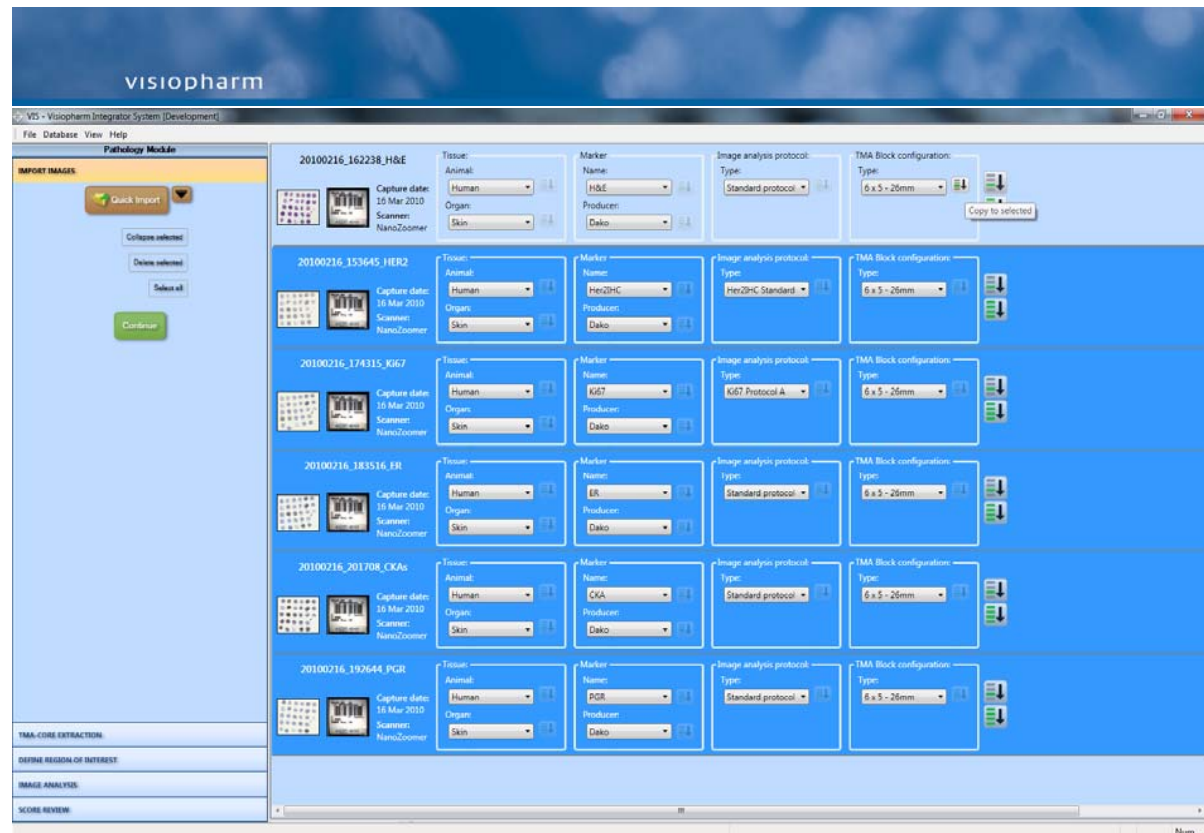 visiopharm
VIS - Visiopharm Integrator System [Development]
File Database View Help
Pathology Module
IMPORT IMAGES
Quick Import
Collapse selected
Delete selected
Select all
Continue
TMA-CORE EXTRACTION
DEFINE REGION OF INTEREST
IMAGE ANALYSIS
SCORE REVIEW
20100216_162238_H&E
Capture date:
16 Mar 2010
Scanner:
NanoZoomer
Tissue:
Animal:
Human
Organ:
Skin
Marker
Name:
H&E
Producer:
Dako
Image analysis protocol:
Type:
Standard protocol
TMA Block configuration:
Type:
6 x 5 - 26mm
Copy to selected
20100216_153645_HER2
Capture date:
16 Mar 2010
Scanner:
NanoZoomer
Tissue:
Animal:
Human
Organ:
Skin
Marker
Name:
Her2IHC
Producer:
Dako
Image analysis protocol:
Type:
Her2IHC Standard
TMA Block configuration:
Type:
6 x 5 - 26mm
20100216_174315_Ki67
Capture date:
16 Mar 2010
Scanner:
NanoZoomer
Tissue:
Animal:
Human
Organ:
Skin
Marker
Name:
Ki67
Producer:
Dako
Image analysis protocol:
Type:
Ki67 Protocol A
TMA Block configuration:
Type:
6 x 5 - 26mm
20100216_183516_ER
Capture date:
16 Mar 2010
Scanner:
NanoZoomer
Tissue:
Animal:
Human
Organ:
Skin
Marker
Name:
ER
Producer:
Dako
Image analysis protocol:
Type:
Standard protocol
TMA Block configuration:
Type:
6 x 5 - 26mm
20100216_201708_CKAs
Capture date:
16 Mar 2010
Scanner:
NanoZoomer
Tissue:
Animal:
Human
Organ:
Skin
Marker
Name:
CKA
Producer:
Dako
Image analysis protocol:
Type:
Standard protocol
TMA Block configuration:
Type:
6 x 5 - 26mm
20100216_192644_PGR
Capture date:
16 Mar 2010
Scanner:
NanoZoomer
Tissue:
Animal:
Human
Organ:
Skin
Marker
Name:
PGR
Producer:
Dako
Image analysis protocol:
Type:
Standard protocol
TMA Block configuration:
Type:
6 x 5 - 26mm
Num